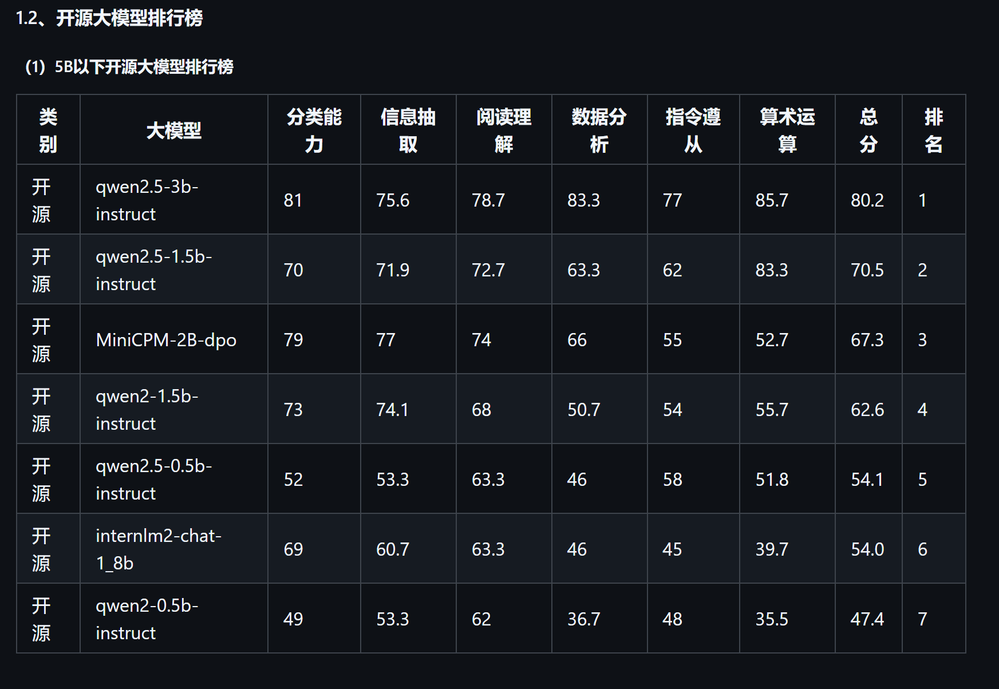 1.2、开源大模型排行榜
(1) 5B以下开源大模型排行榜
类别 大模型 分类能力 信息抽取 阅读理解 数据分析 指令遵从 算术运算 总分 排名
开源 qwen2.5-3b-instruct 81 75.6 78.7 83.3 77 85.7 80.2 1
开源 qwen2.5-1.5b-instruct 70 71.9 72.7 63.3 62 83.3 70.5 2
开源 MiniCPM-2B-dpo 79 77 74 66 55 52.7 67.3 3
开源 qwen2-1.5b-instruct 73 74.1 68 50.7 54 55.7 62.6 4
开源 qwen2.5-0.5b-instruct 52 53.3 63.3 46 58 51.8 54.1 5
开源 internlm2-chat-1_8b 69 60.7 63.3 46 45 39.7 54.0 6
开源 qwen2-0.5b-instruct 49 53.3 62 36.7 48 35.5 47.4 7